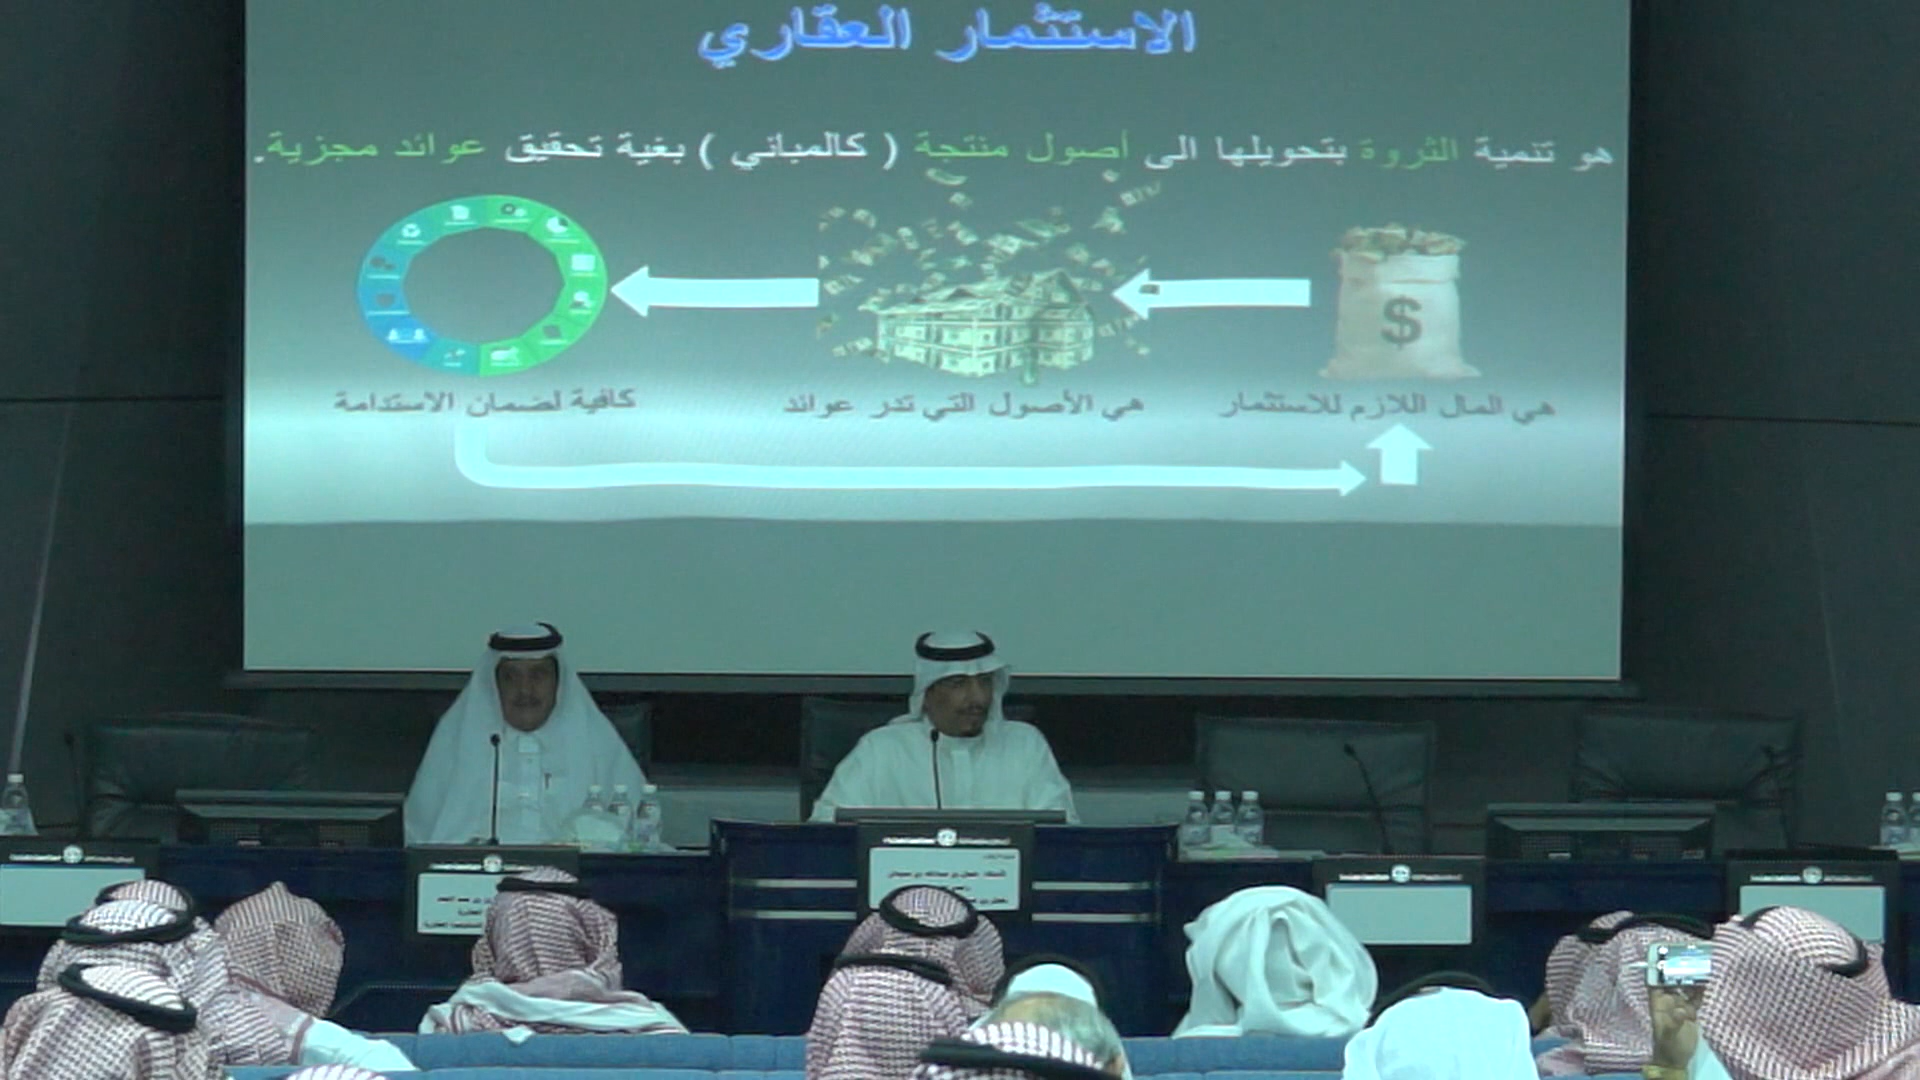 الاستثمار العقاري
هو تنمية الثروة بتحويلها الى أصول منتجة ( كالمباني ) بغية تحقيق عوائد مجزية.
$
هي المال اللازم للاستثمار
هي الأصول التي تدر عوائد
كافية لضمان الاستدامة